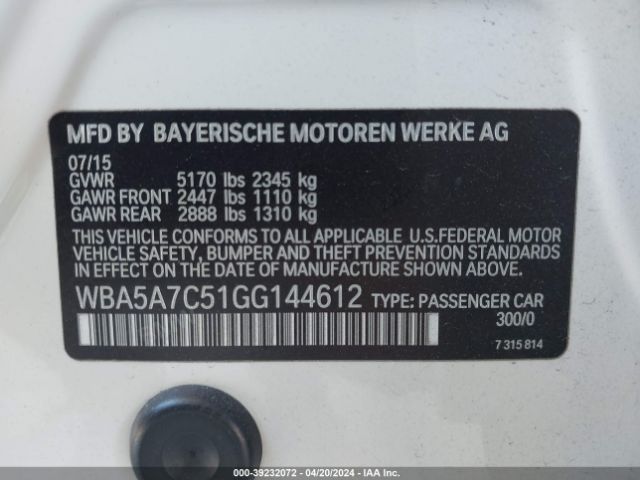 MFD BY BAYERISCHE MOTOREN WERKE AG
07/15
GVWR 5170 lbs 2345 kg
GAWR FRONT 2447 lbs 1110 kg
GAWR REAR 2888 lbs 1310 kg
THIS VEHICLE CONFORMS TO ALL APPLICABLE U.S.FEDERAL MOTOR
VEHICLE SAFETY, BUMPER AND THEFT PREVENTION STANDARDS
IN EFFECT ON THE DATE OF MANUFACTURE SHOWN ABOVE.
WBA5A7C51GG144612 TYPE: PASSENGER CAR
300/0
7 315 814
000-39232072 - 04/20/2024 - IAA Inc.